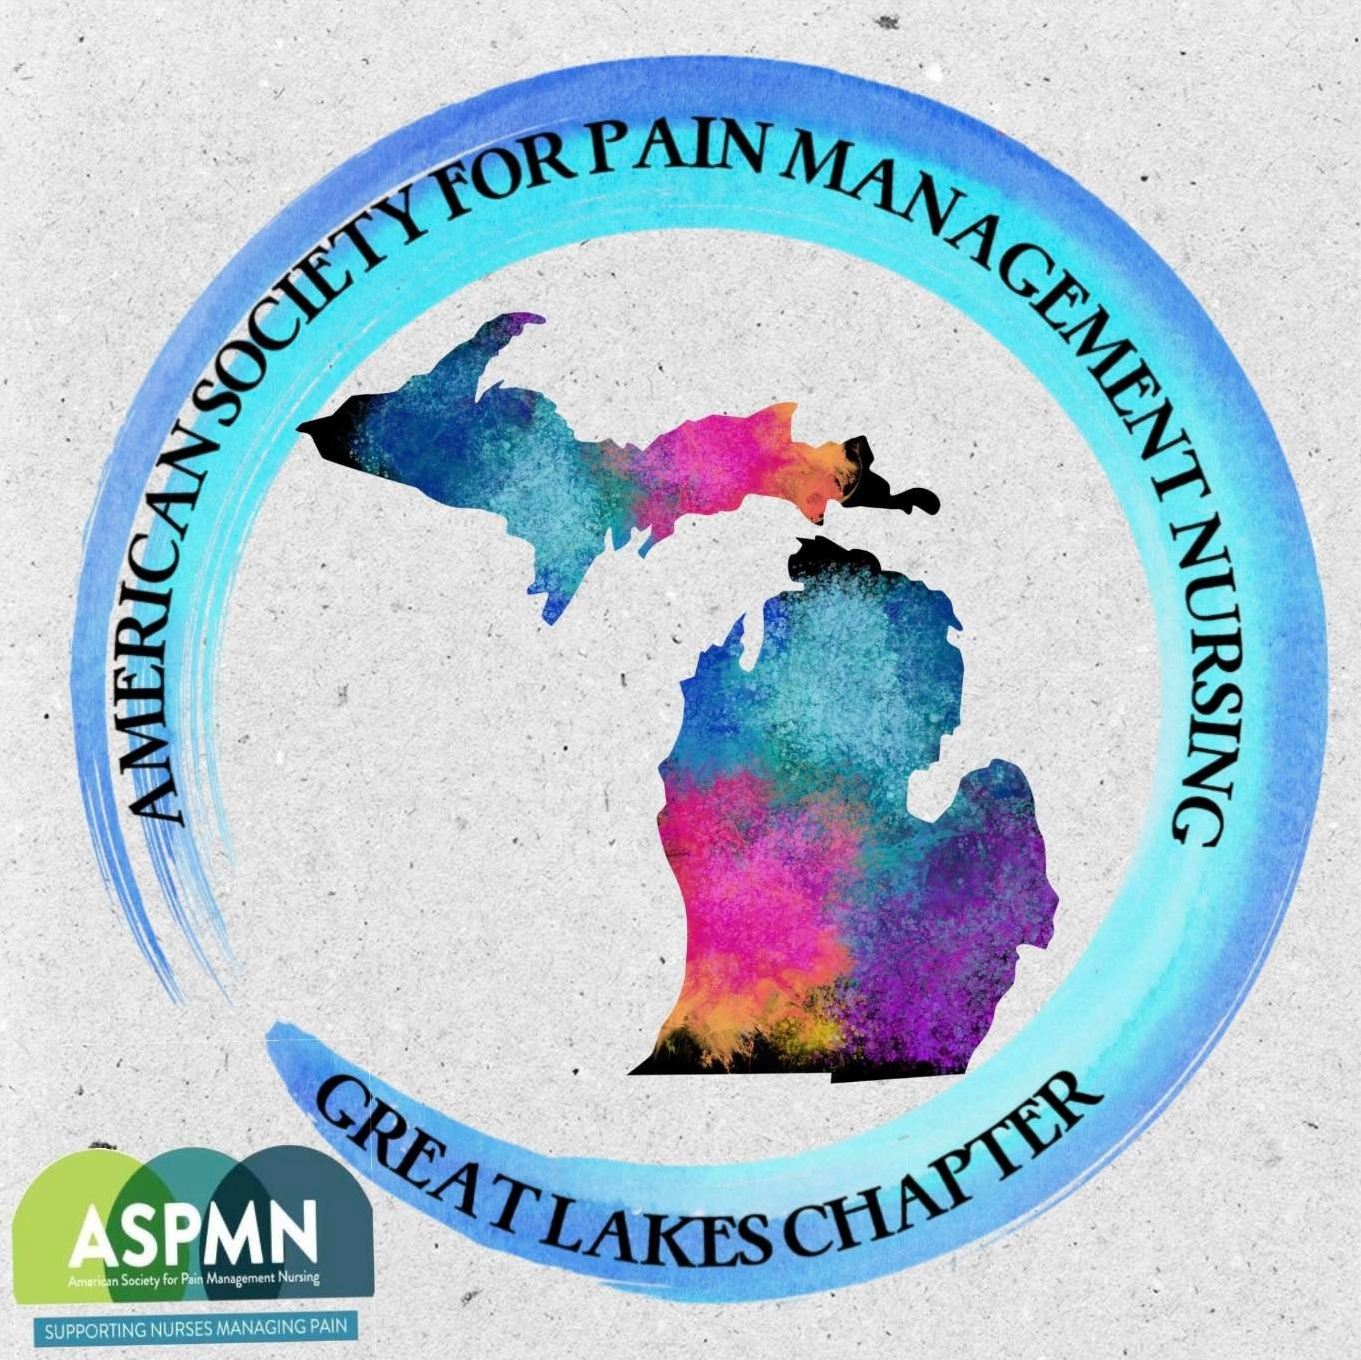 AMERICAN SOCIETY FOR PAIN MANAGEMENT NURSING
GREAT LAKES CHAPTER
ASPMN
American Society for Pain Management Nursing
SUPPORTING NURSES MANAGING PAIN